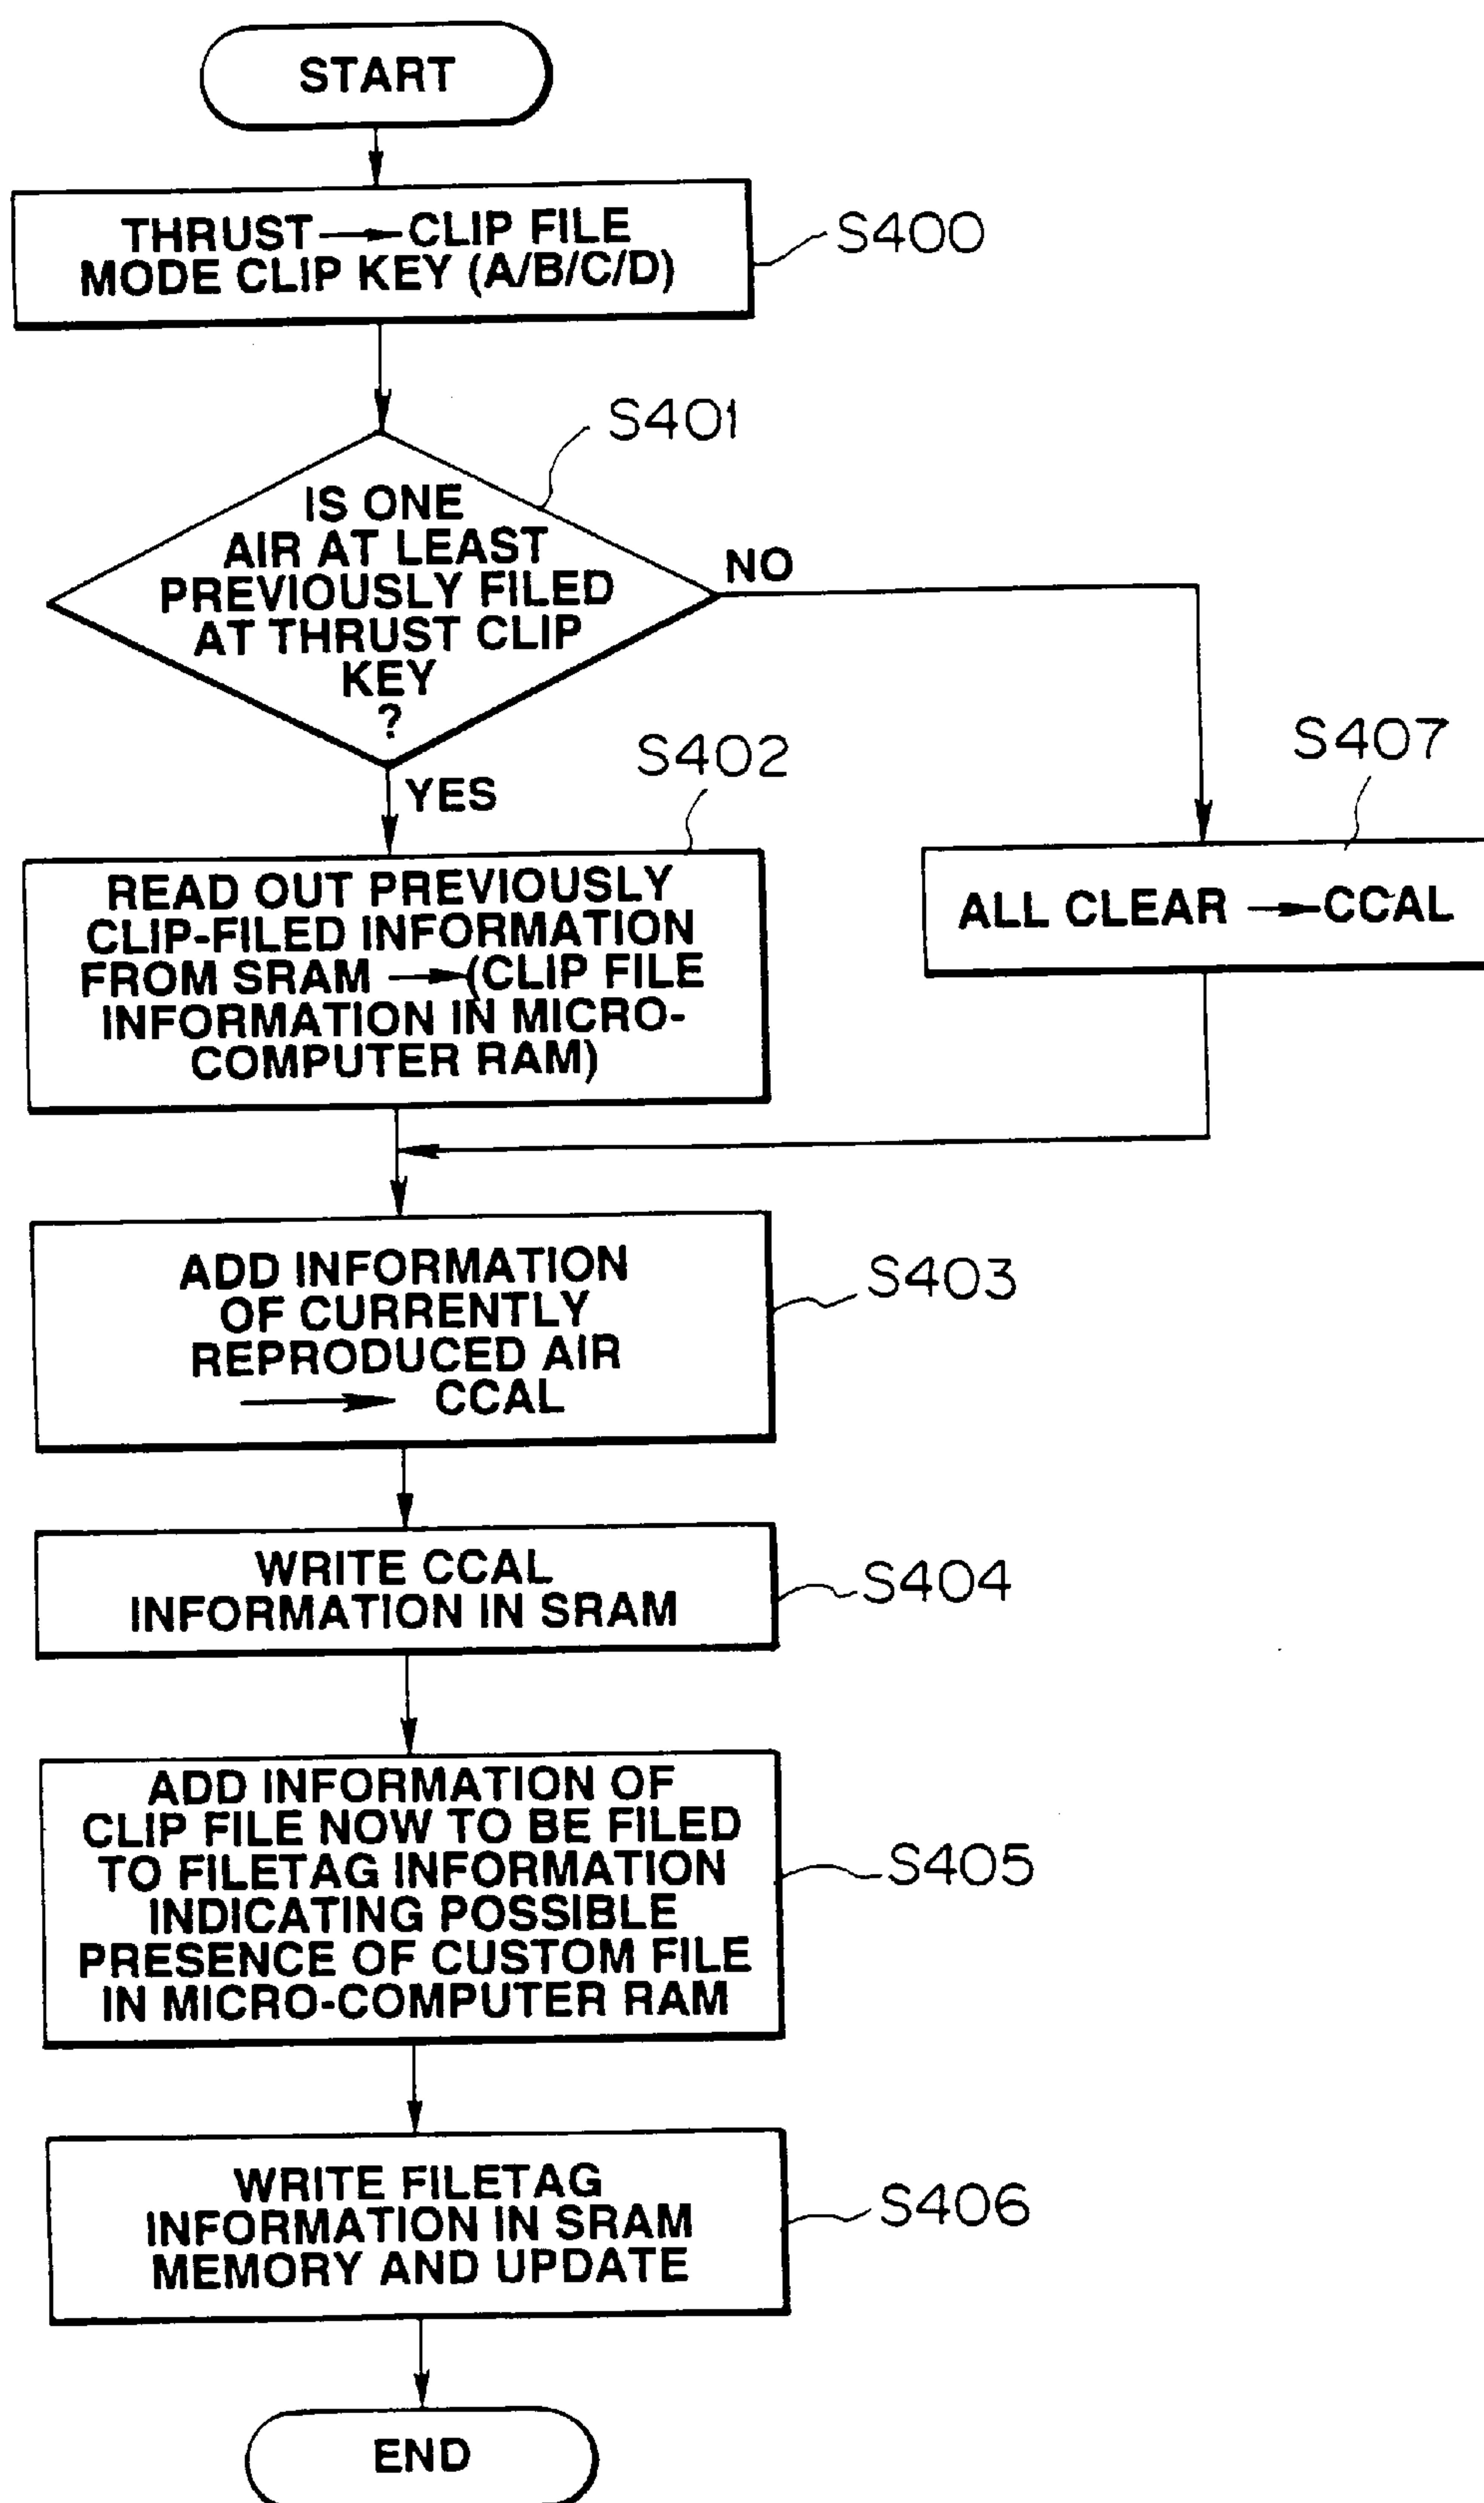 START
THRUST→CLIP FILE
MODE CLIP KEY (A/B/C/D)
S400
S401
IS ONE
AIR AT LEAST
PREVIOUSLY FILED
AT THRUST CLIP
KEY
?
NO
YES
S402
READ OUT PREVIOUSLY
CLIP-FILED INFORMATION
FROM SRAM →(CLIP FILE
INFORMATION IN MICRO-
COMPUTER RAM)
S407
ALL CLEAR →CCAL
ADD INFORMATION
OF CURRENTLY
REPRODUCED AIR
→ CCAL
S403
WRITE CCAL
INFORMATION IN SRAM
S404
ADD INFORMATION OF
CLIP FILE NOW TO BE FILED
TO FILETAG INFORMATION
INDICATING POSSIBLE
PRESENCE OF CUSTOM FILE
IN MICRO-COMPUTER RAM
S405
WRITE FILETAG
INFORMATION IN SRAM
MEMORY AND UPDATE
S406
END